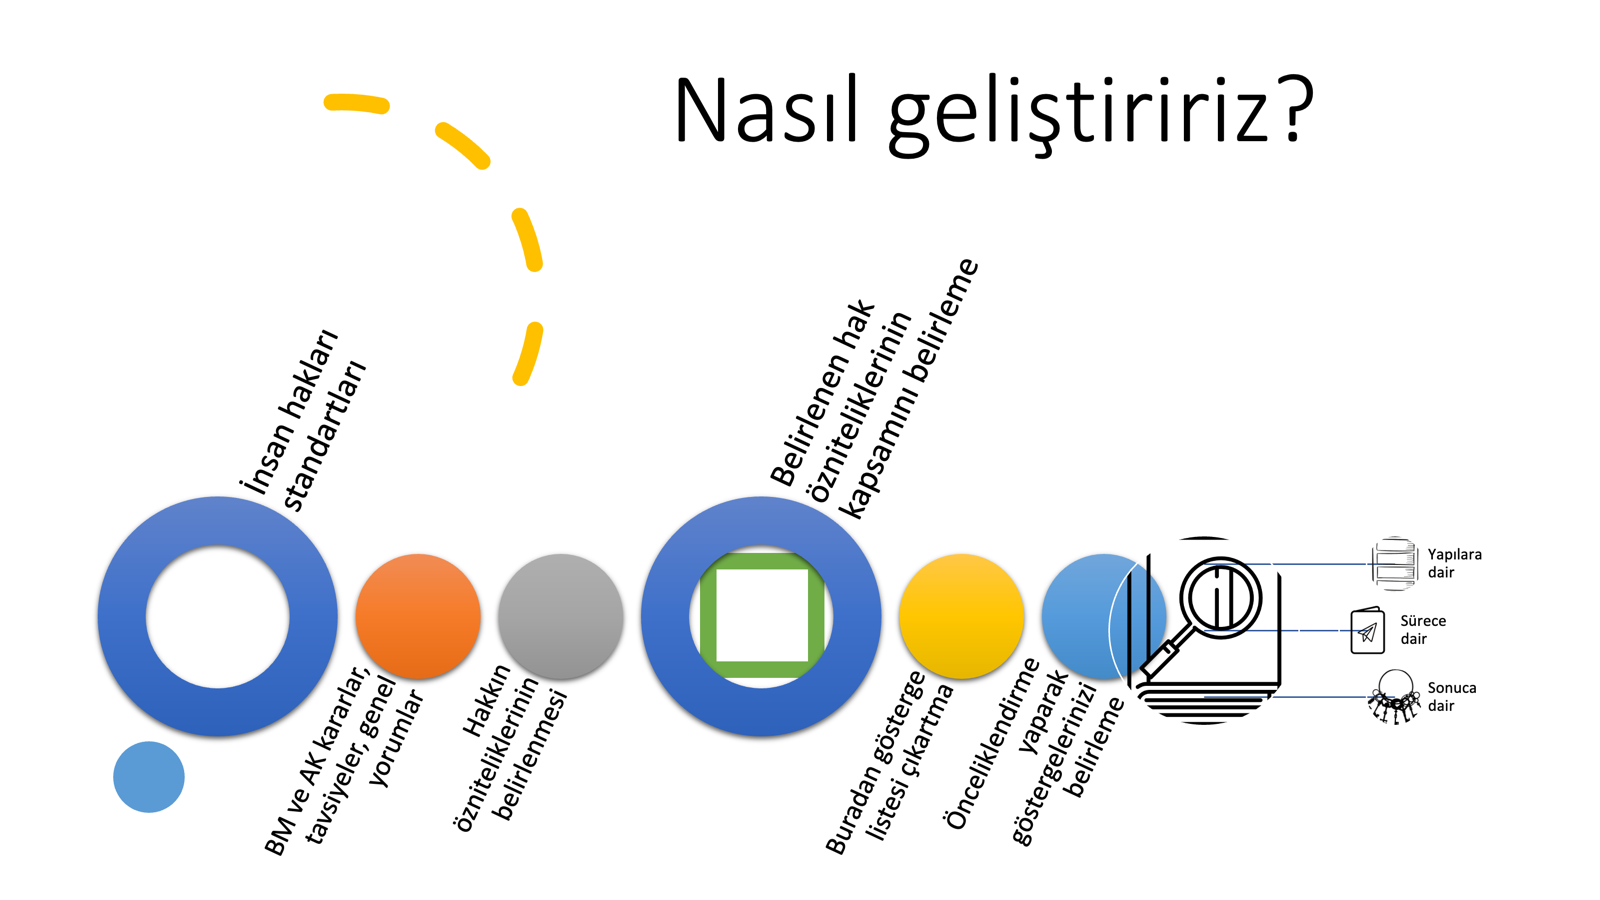 Nasıl geliştiririz?
İnsan hakları
standartları
BM ve AK kararlar,
tavsiyeler, genel
yorumlar
Hakkın
özniteliklerinin
belirlenmesi
Belirlenen hak
özniteliklerinin
kapsamını belirleme
Buradan gösterge
listesi çıkartma
Önceliklendirme
yaparak
göstergelerinizi
belirleme
Yapılara
dair
Sürece
dair
Sonuca
dair